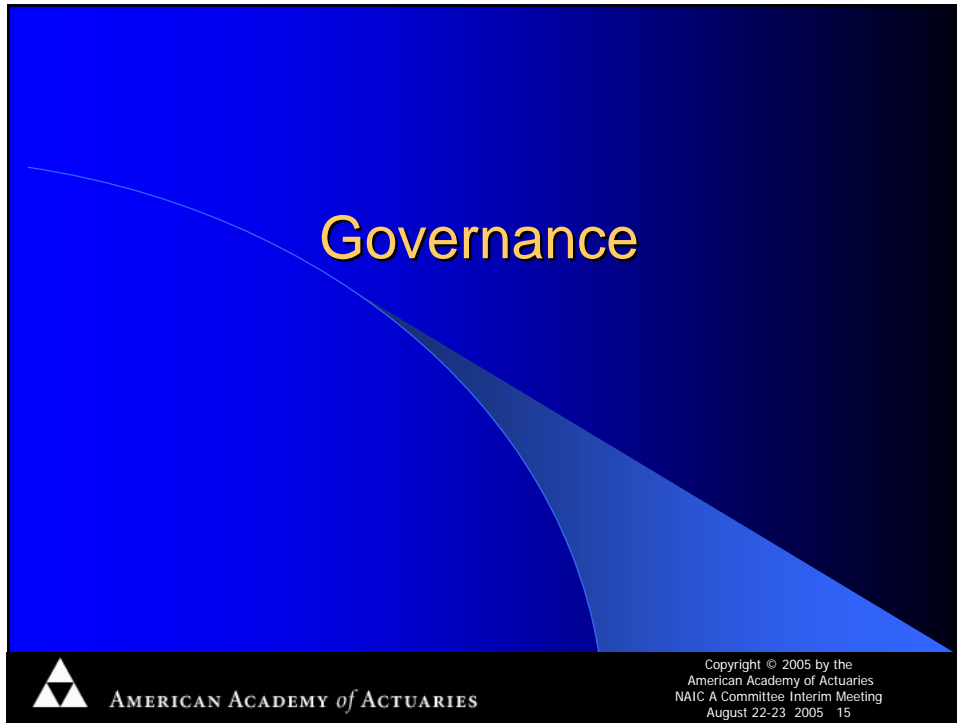 Governance
AMERICAN ACADEMY of ACTUARIES
Copyright © 2005 by the
American Academy of Actuaries
NAIC A Committee Interim Meeting
August 22-23 2005 15